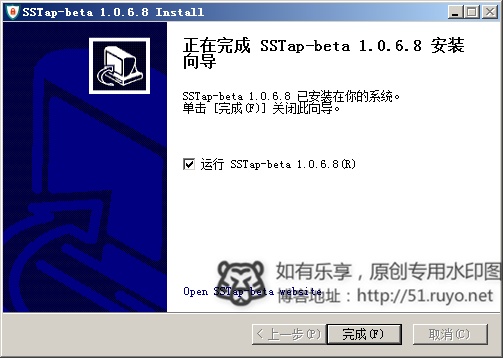 SSTap-beta 1.0.6.8 Install
正在完成 SSTap-beta 1.0.6.8 安装
向导
SSTap-beta 1.0.6.8 已安装在你的系统。
单击 [完成(F)] 关闭此向导。
运行 SSTap-beta 1.0.6.8(R)
如有乐享，原创专用水印图
Open SSTap-beta website
博客地址：http://51.ruyo.net
< 上一步(P)
完成(F)
取消(C)